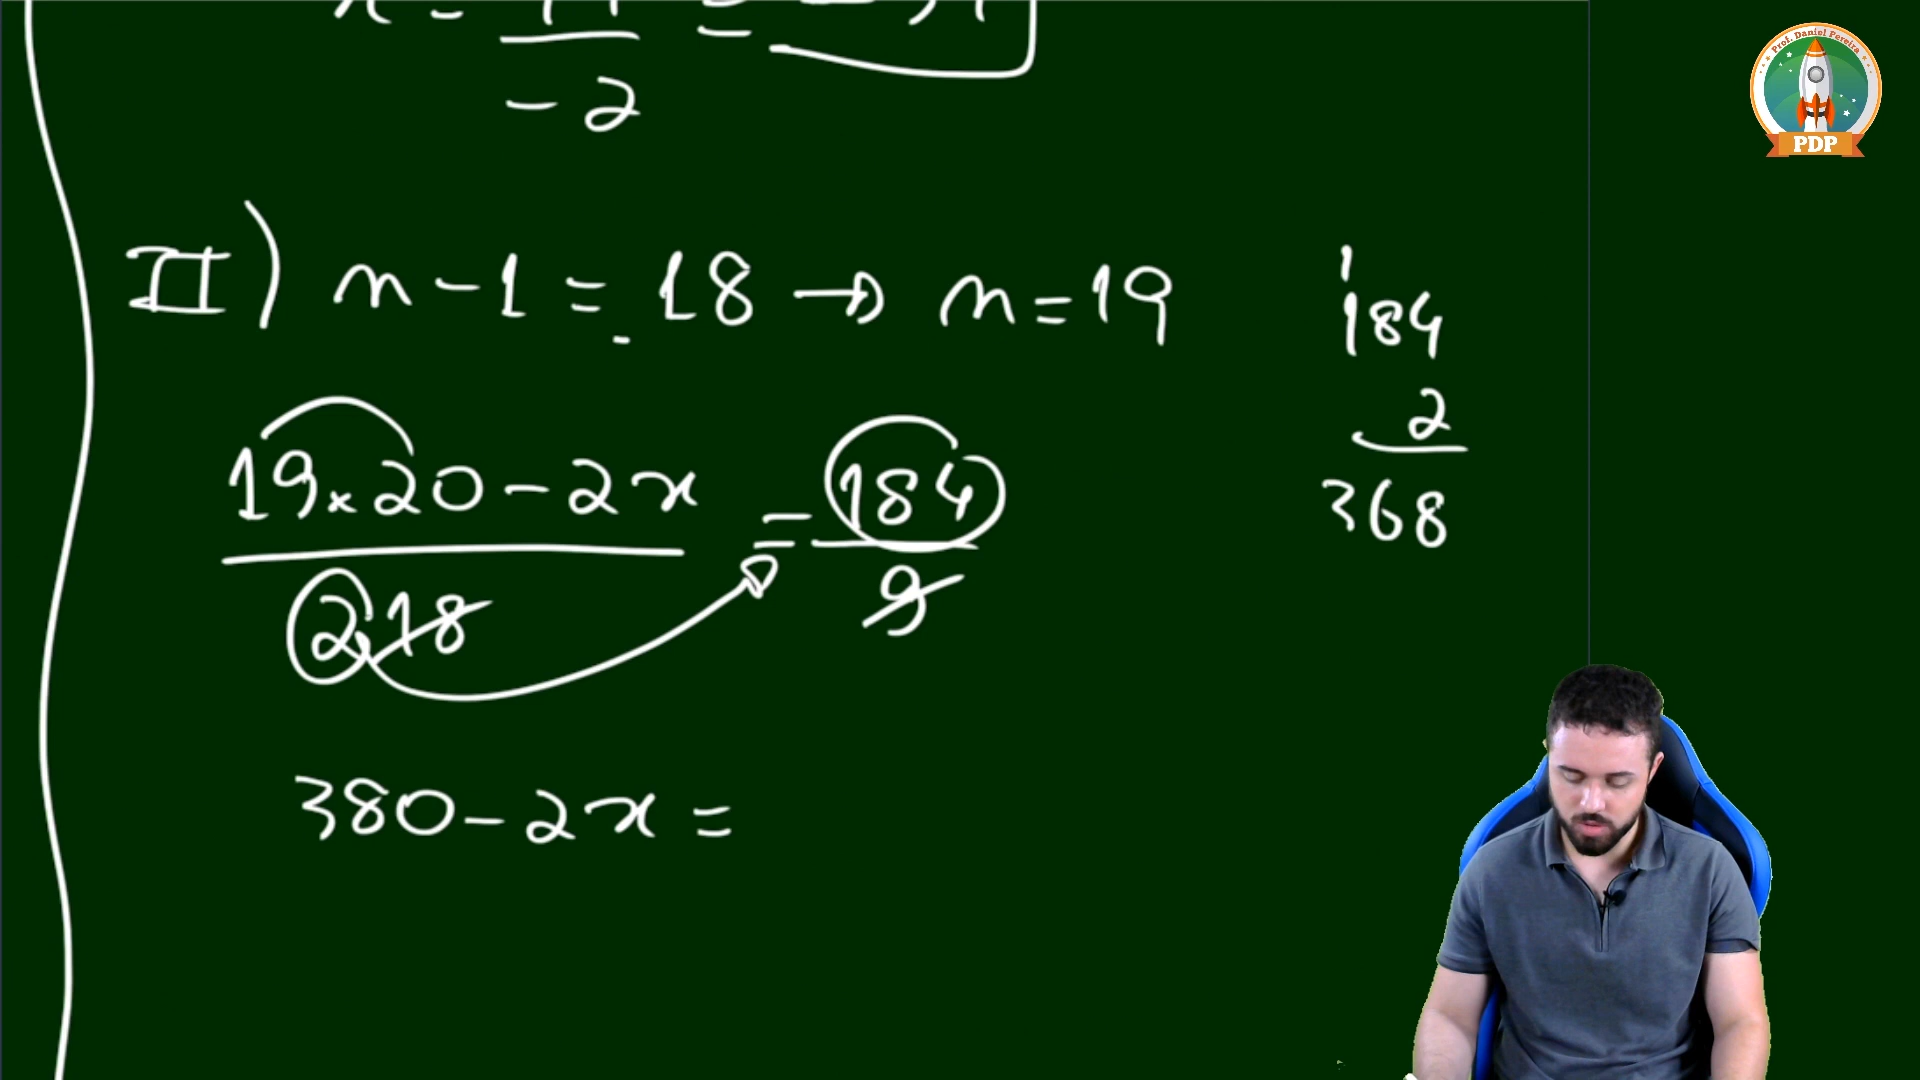 - 2
II) n - 1 = 18 → n = 19
1
184
2
368
19 x 20 - 2x = 184
2 . 18 9
380 - 2x =
Prof. Daniel Pereira
PDP